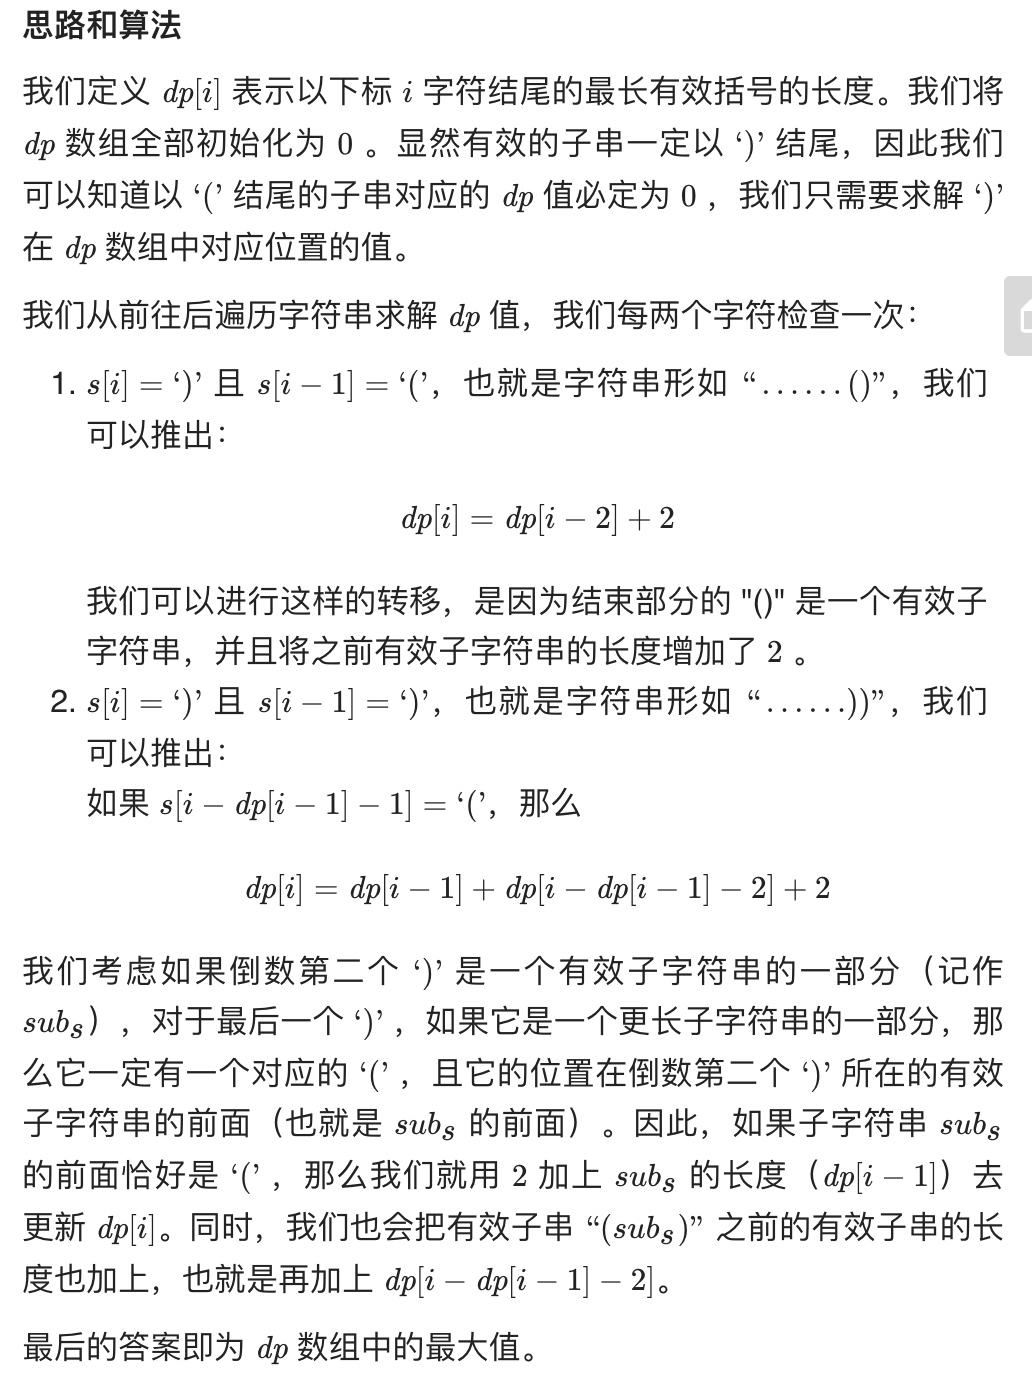 思路和算法
我们定义 dp[i] 表示以下标 i 字符结尾的最长有效括号的长度。我们将
dp 数组全部初始化为 0 。显然有效的子串一定以 ‘)’ 结尾，因此我们
可以知道以 ‘(’ 结尾的子串对应的 dp 值必定为 0 ，我们只需要求解 ‘)’
在 dp 数组中对应位置的值。
我们从前往后遍历字符串求解 dp 值，我们每两个字符检查一次：
1. s[i] = ‘)’ 且 s[i − 1] = ‘(’，也就是字符串形如 “……()”，我们
可以推出：
dp[i] = dp[i − 2] + 2
我们可以进行这样的转移，是因为结束部分的 "()" 是一个有效子
字符串，并且将之前有效子字符串的长度增加了 2 。
2. s[i] = ‘)’ 且 s[i − 1] = ‘)’，也就是字符串形如 “……))”，我们
可以推出：
如果 s[i − dp[i − 1] − 1] = ‘(’，那么
dp[i] = dp[i − 1] + dp[i − dp[i − 1] − 2] + 2
我们考虑如果倒数第二个 ‘)’ 是一个有效子字符串的一部分（记作
subₛ），对于最后一个 ‘)’ ，如果它是一个更长子字符串的一部分，那
么它一定有一个对应的 ‘(’ ，且它的位置在倒数第二个 ‘)’ 所在的有效
子字符串的前面（也就是 subₛ 的前面）。因此，如果子字符串 subₛ
的前面恰好是 ‘(’ ，那么我们就用 2 加上 subₛ 的长度（dp[i − 1]）去
更新 dp[i]。同时，我们也会把有效子串 “(subₛ)” 之前的有效子串的长
度也加上，也就是再加上 dp[i − dp[i − 1] − 2]。
最后的答案即为 dp 数组中的最大值。